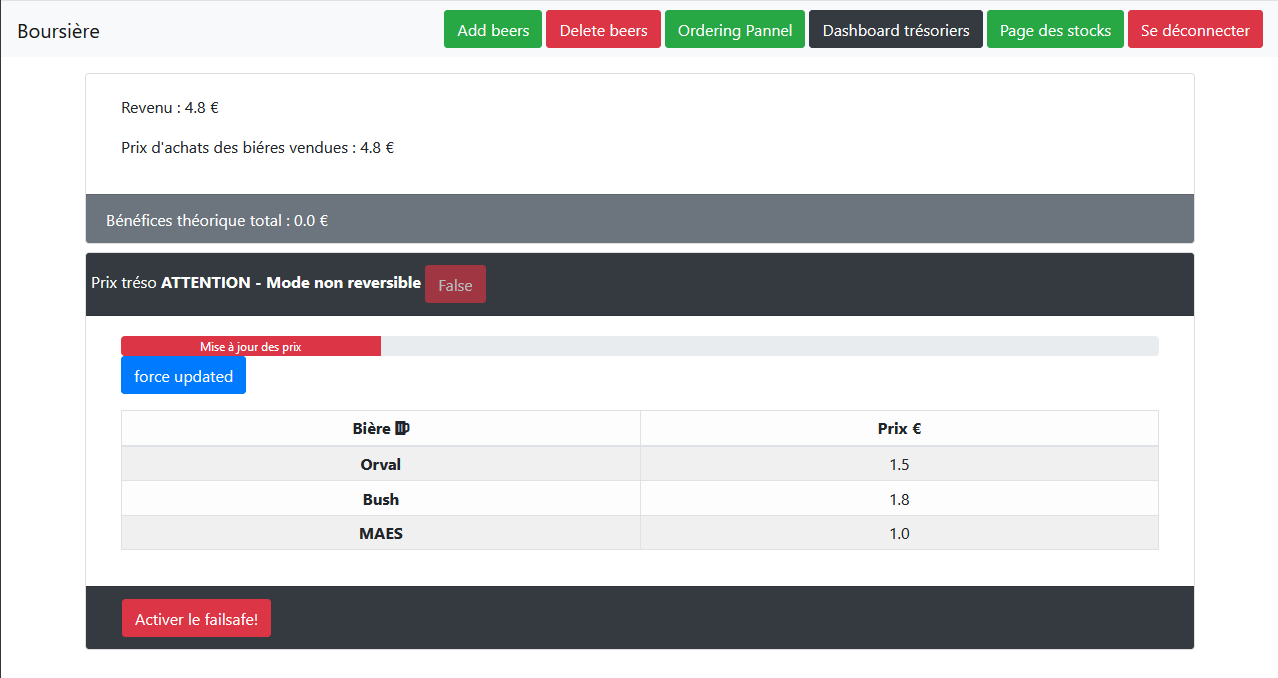 Boursière Add beers Delete beers Ordering Pannel Dashboard trésoriers Page des stocks Se déconnecter
Revenu : 4.8 €
Prix d'achats des biéres vendues : 4.8 €
Bénéfices théorique total : 0.0 €
Prix tréso ATTENTION - Mode non reversible False
Mise à jour des prix
force updated
Bière Prix €
Orval 1.5
Bush 1.8
MAES 1.0
Activer le failsafe!